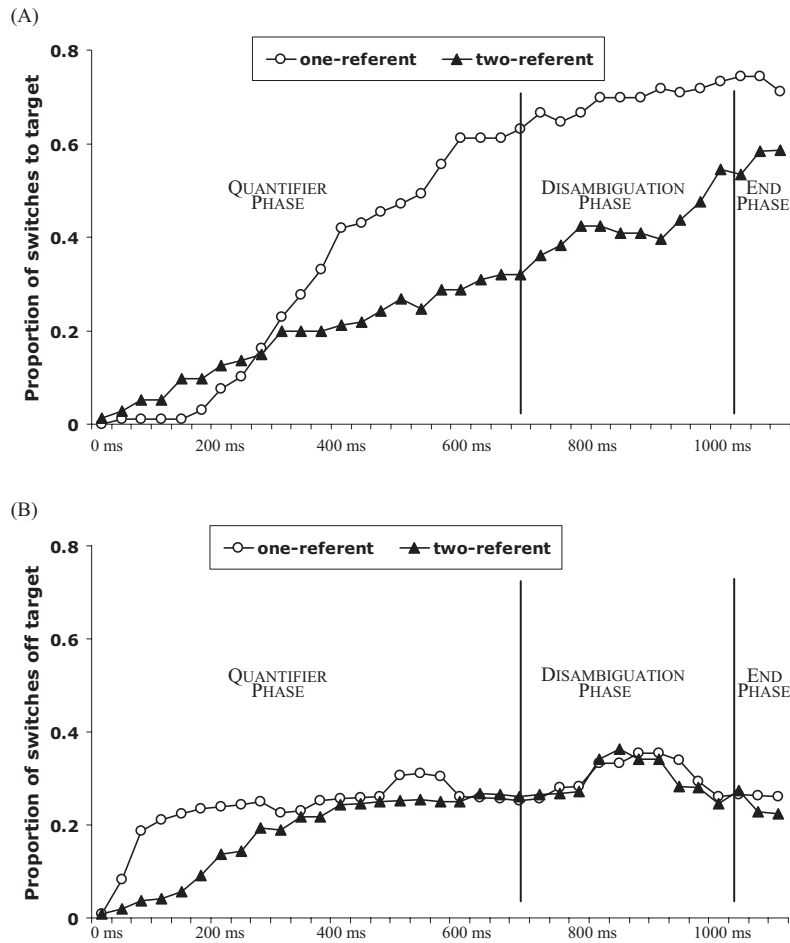 (A)
0.8
one-referent two-referent
Proportion of switches to target
0.6
QUANTIFIER
PHASE
DISAMBIGUATION
PHASE
END
PHASE
0.4
0.2
0
0 ms 200 ms 400 ms 600 ms 800 ms 1000 ms
(B)
0.8
one-referent two-referent
Proportion of switches off target
0.6
QUANTIFIER
PHASE
DISAMBIGUATION
PHASE
END
PHASE
0.4
0.2
0
0 ms 200 ms 400 ms 600 ms 800 ms 1000 ms